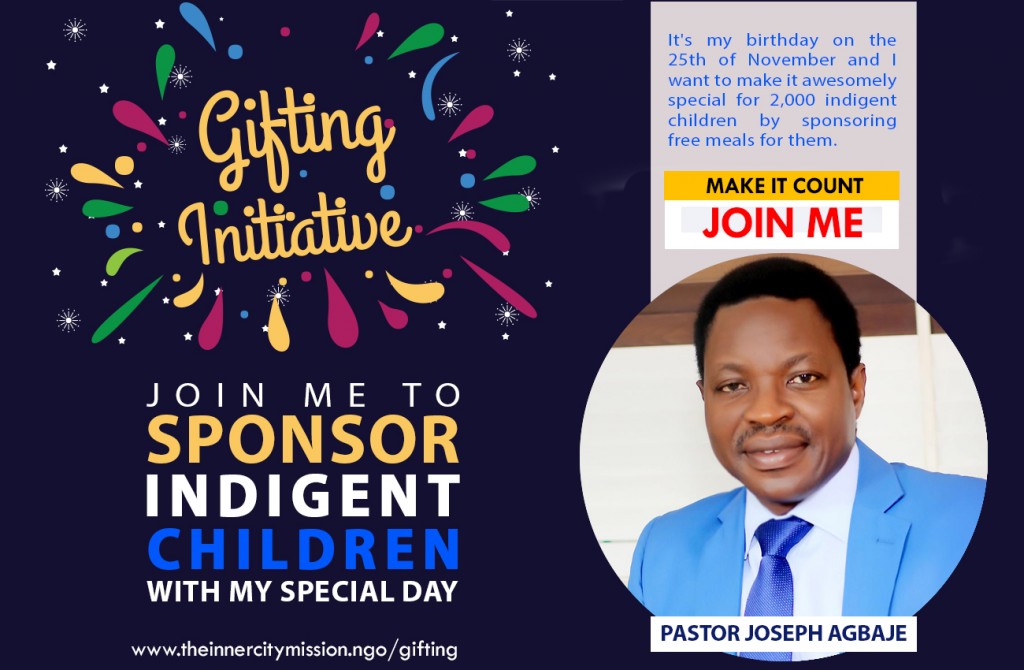 Gifting
Initiative
JOIN ME TO
SPONSOR
INDIGENT
CHILDREN
WITH MY SPECIAL DAY
www.theinnercitymission.ngo/gifting
It's my birthday on the
25th of November and I
want to make it awesomely
special for 2,000 indigent
children by sponsoring
free meals for them.
MAKE IT COUNT
JOIN ME
PASTOR JOSEPH AGBAJE